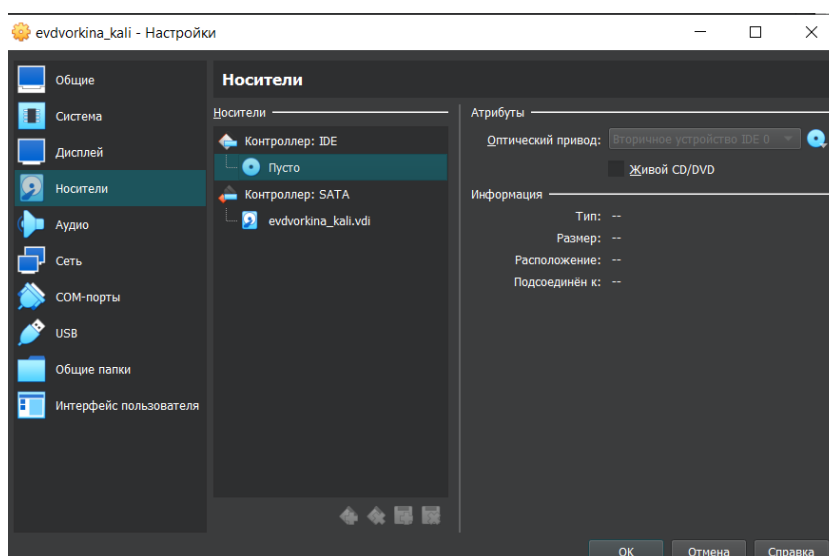 evdvorkina_kali - Настройки
Общие
Система
Дисплей
Носители
Аудио
Сеть
COM-порты
USB
Общие папки
Интерфейс пользователя
Носители
Носители
Контроллер: IDE
Пусто
Контроллер: SATA
evdvorkina_kali.vdi
Атрибуты
Оптический привод: Вторичное устройство IDE 0
Живой CD/DVD
Информация
Тип: --
Размер: --
Расположение: --
Подсоединён к: --
OK Отмена Справка